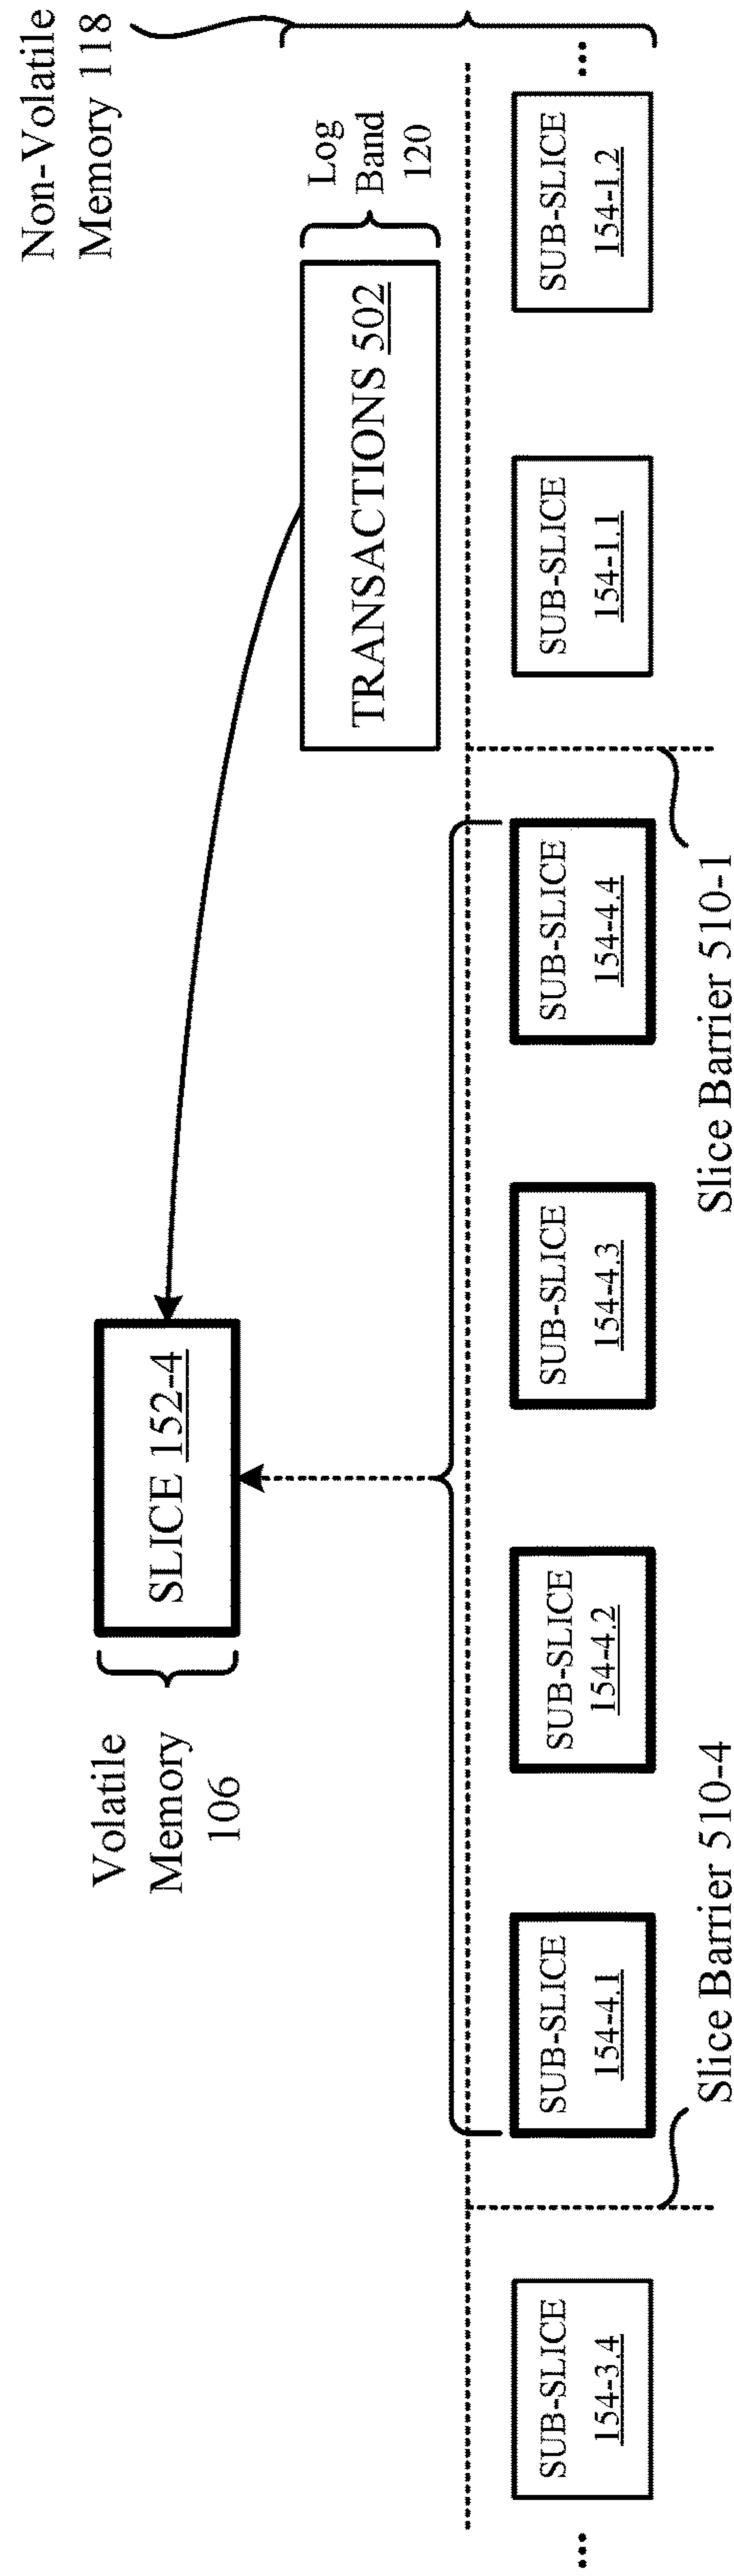 Non-Volatile
Memory 118
Volatile
Memory
106
SLICE 152-4
Log
Band
120
TRANSACTIONS 502
...
SUB-SLICE
154-3.4
SUB-SLICE
154-4.1
SUB-SLICE
154-4.2
SUB-SLICE
154-4.3
SUB-SLICE
154-4.4
SUB-SLICE
154-1.1
SUB-SLICE
154-1.2
...
Slice Barrier 510-4
Slice Barrier 510-1